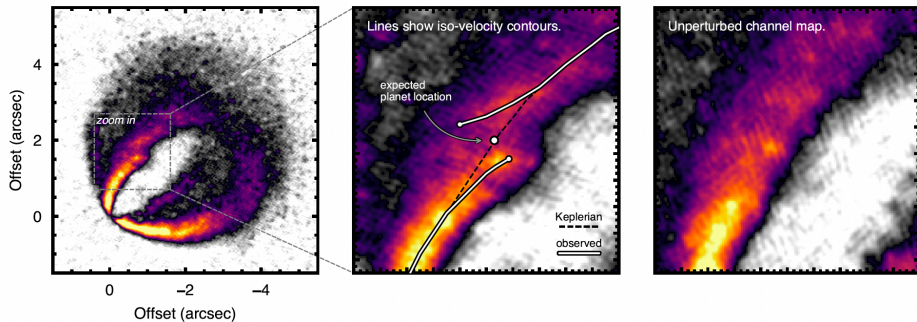 Offset (arcsec)
4
2
0
0
−2
−4
Offset (arcsec)
zoom in
Lines show iso-velocity contours.
expected
planet location
Keplerian
observed
Unperturbed channel map.